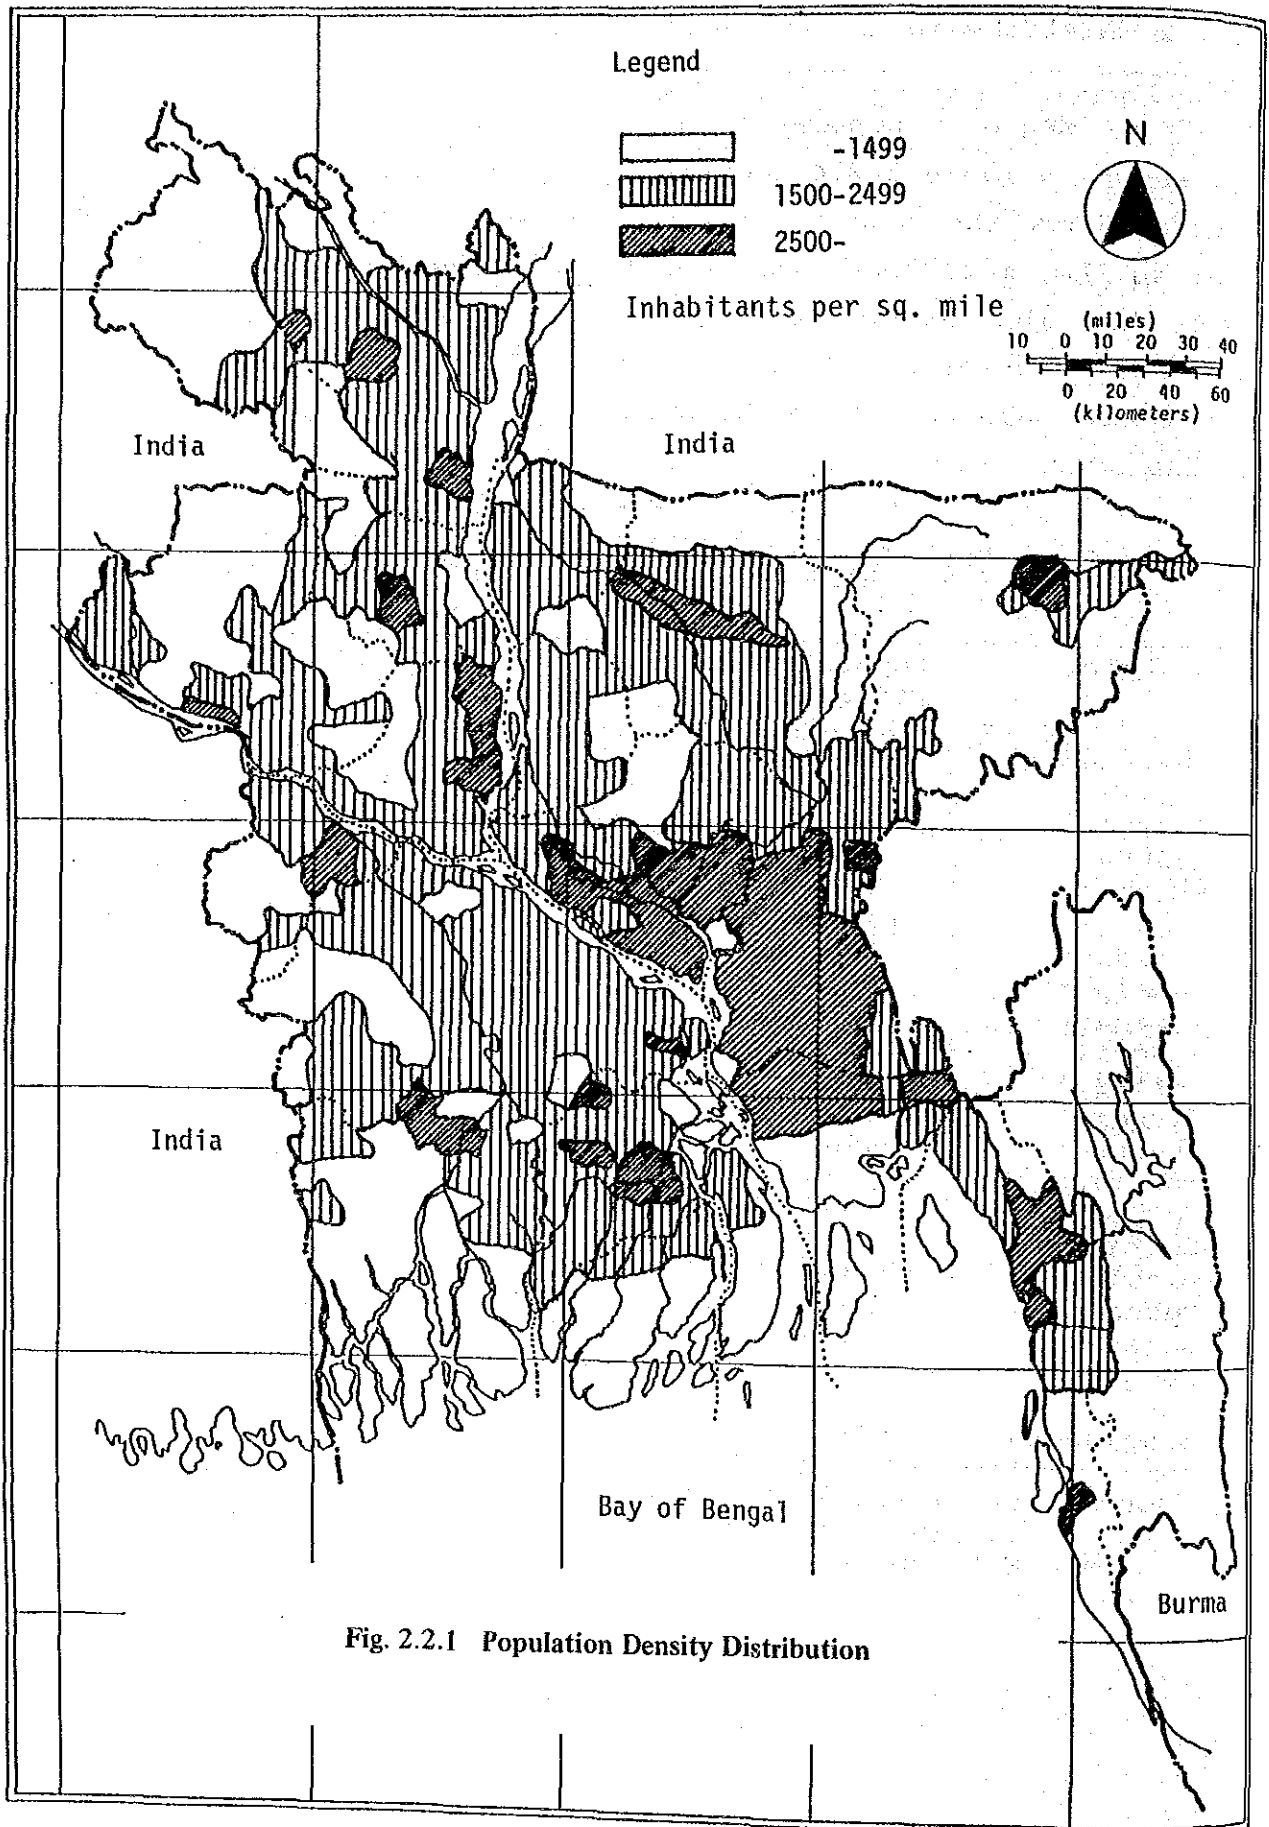 Legend
-1499
1500-2499
2500-
Inhabitants per sq. mile
N
(miles)
10 0 10 20 30 40
0 20 40 60
(kilometers)
India
India
India
Bay of Bengal
Burma
Fig. 2.2.1 Population Density Distribution